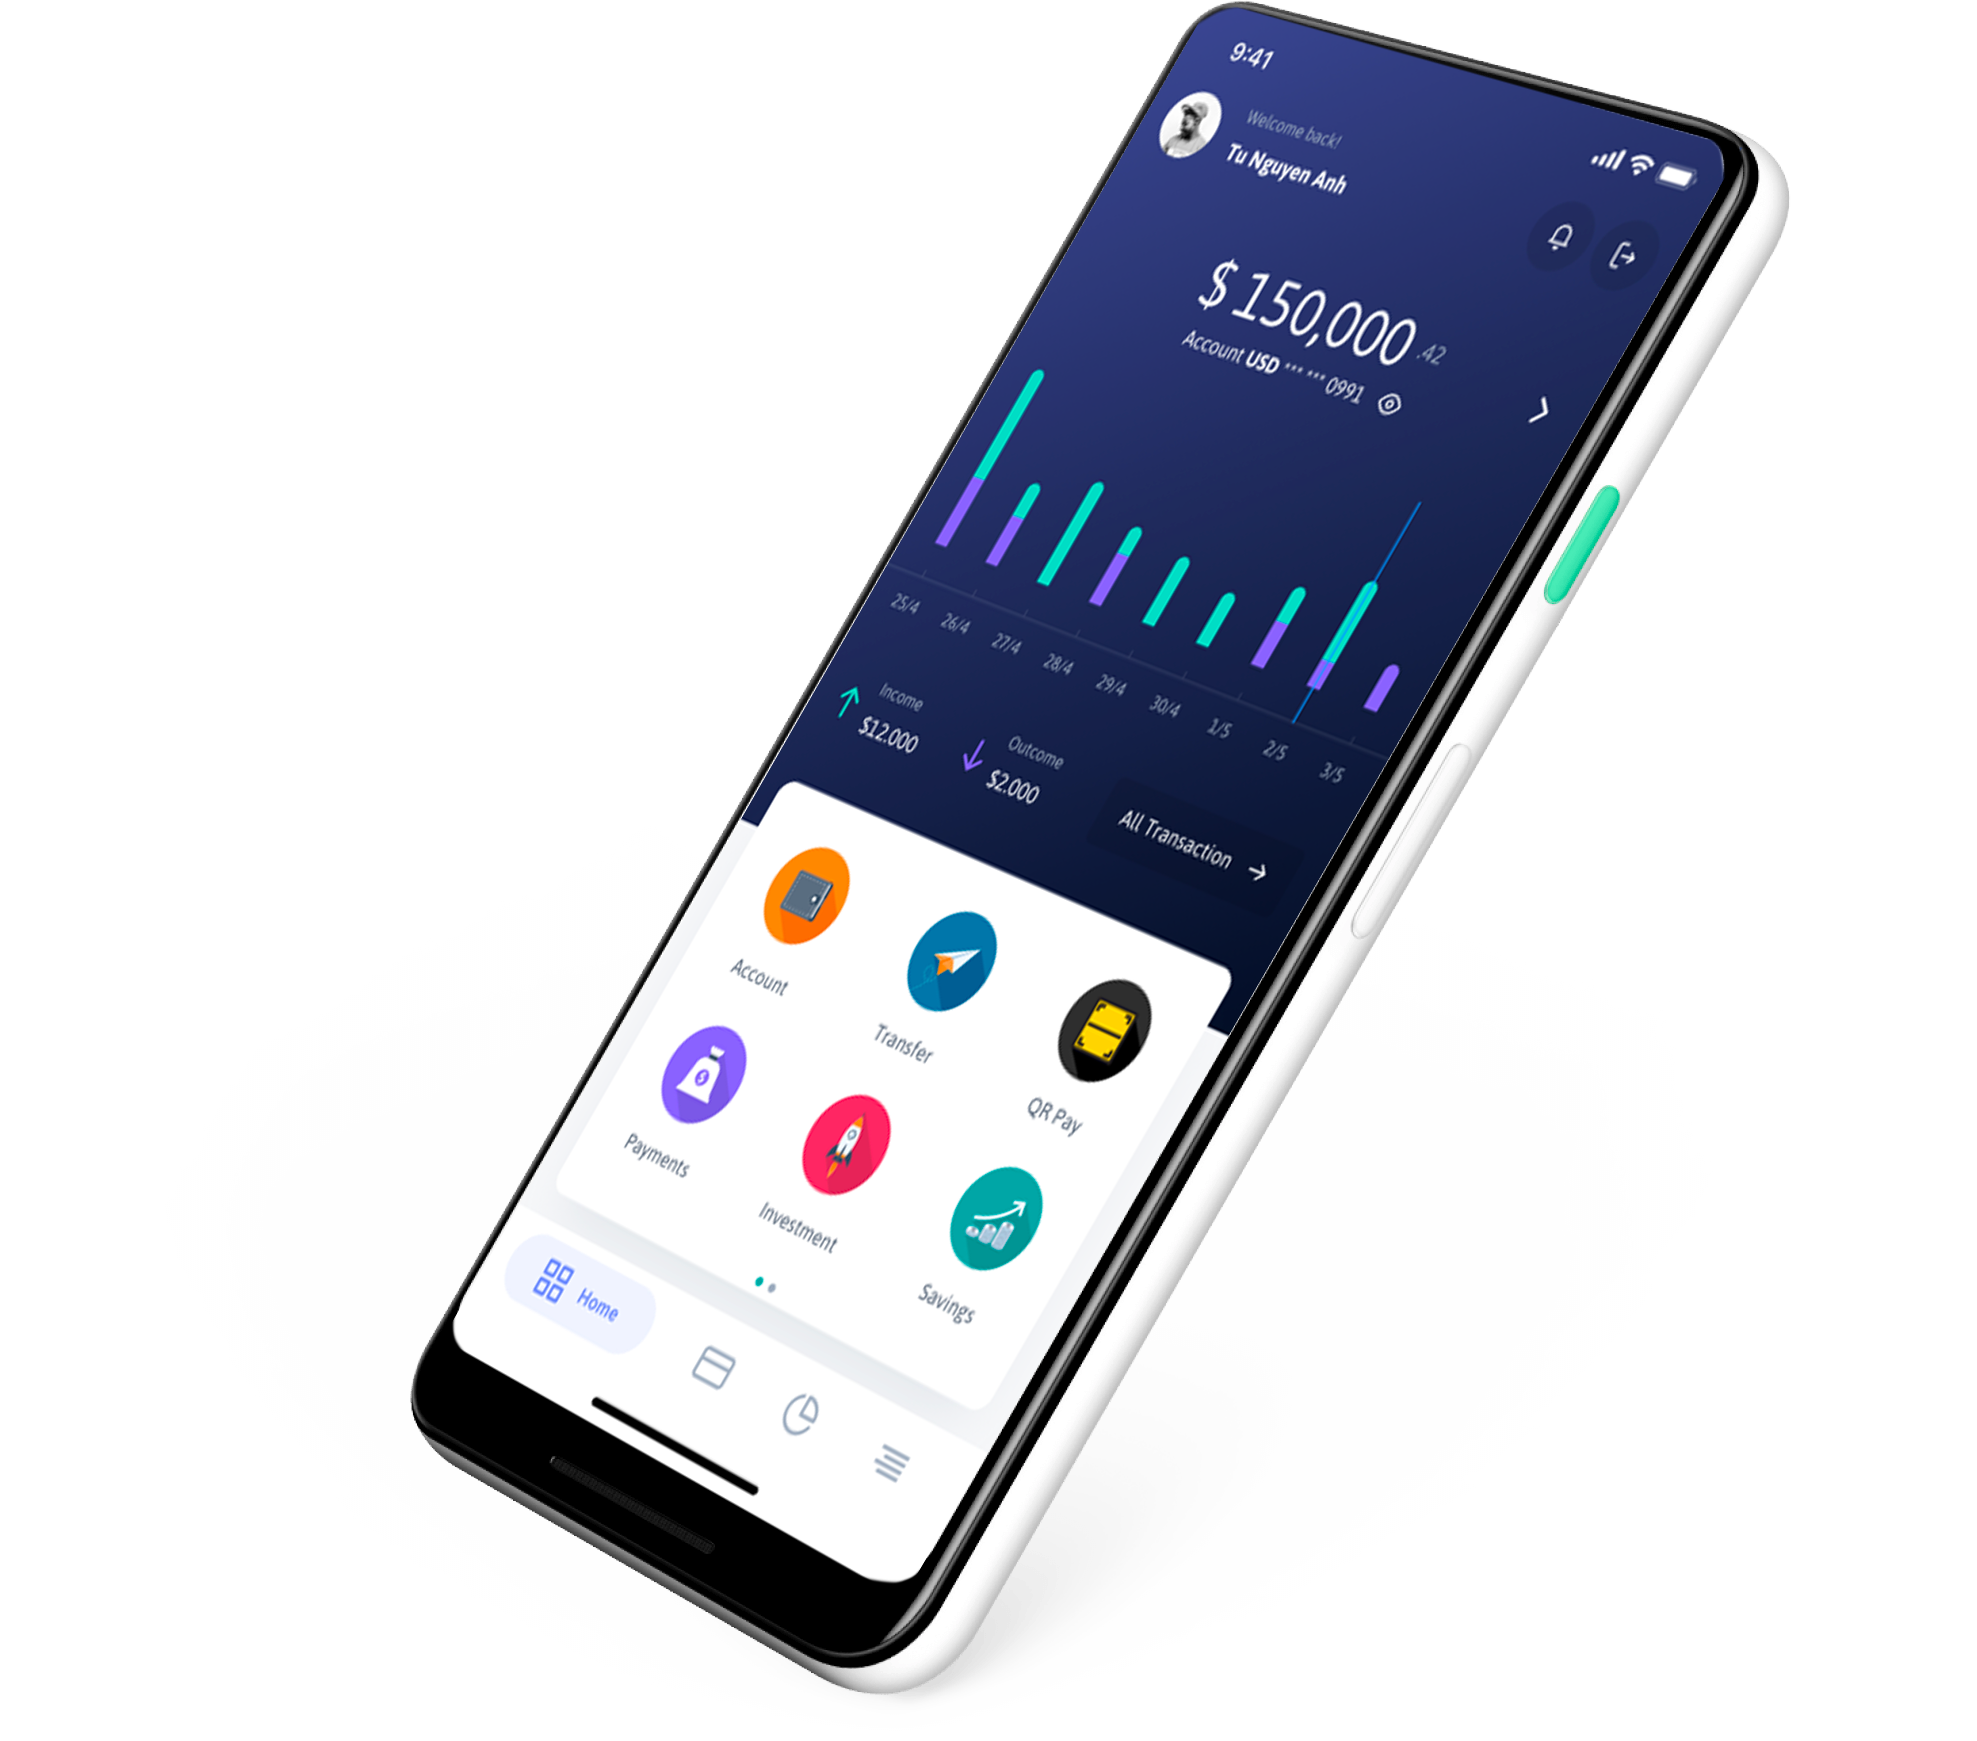 9:41
Welcome back!
Tu Nguyen Anh
$ 150,000 .42
Account USD *** *** 0991
25/4 26/4 27/4 28/4 29/4 30/4 1/5 2/5 3/5
Income
$12.000
Outcome
$2.000
All Transaction
Account
Transfer
QR Pay
Payments
Investment
Savings
Home